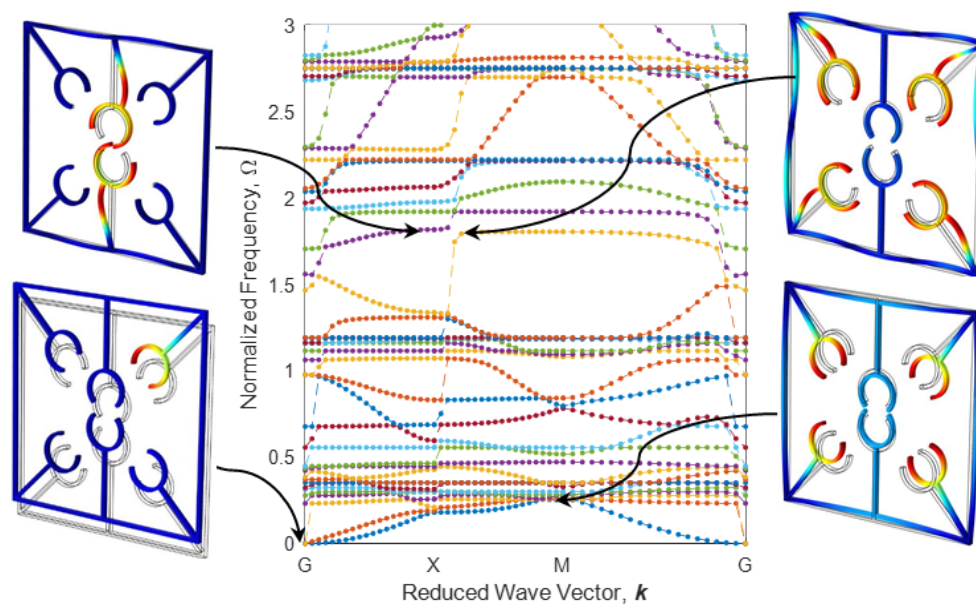 3
2.5
2
1.5
1
0.5
0
Normalized Frequency, Ω
G X M G
Reduced Wave Vector, k